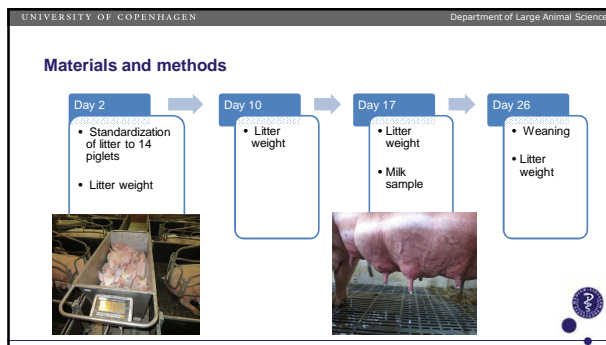 UNIVERSITY OF COPENHAGEN
Department of Large Animal Science
Materials and methods
Day 2
• Standardization
of litter to 14
piglets
• Litter weight
Day 10
• Litter
weight
Day 17
• Litter
weight
• Milk
sample
Day 26
• Weaning
• Litter
weight